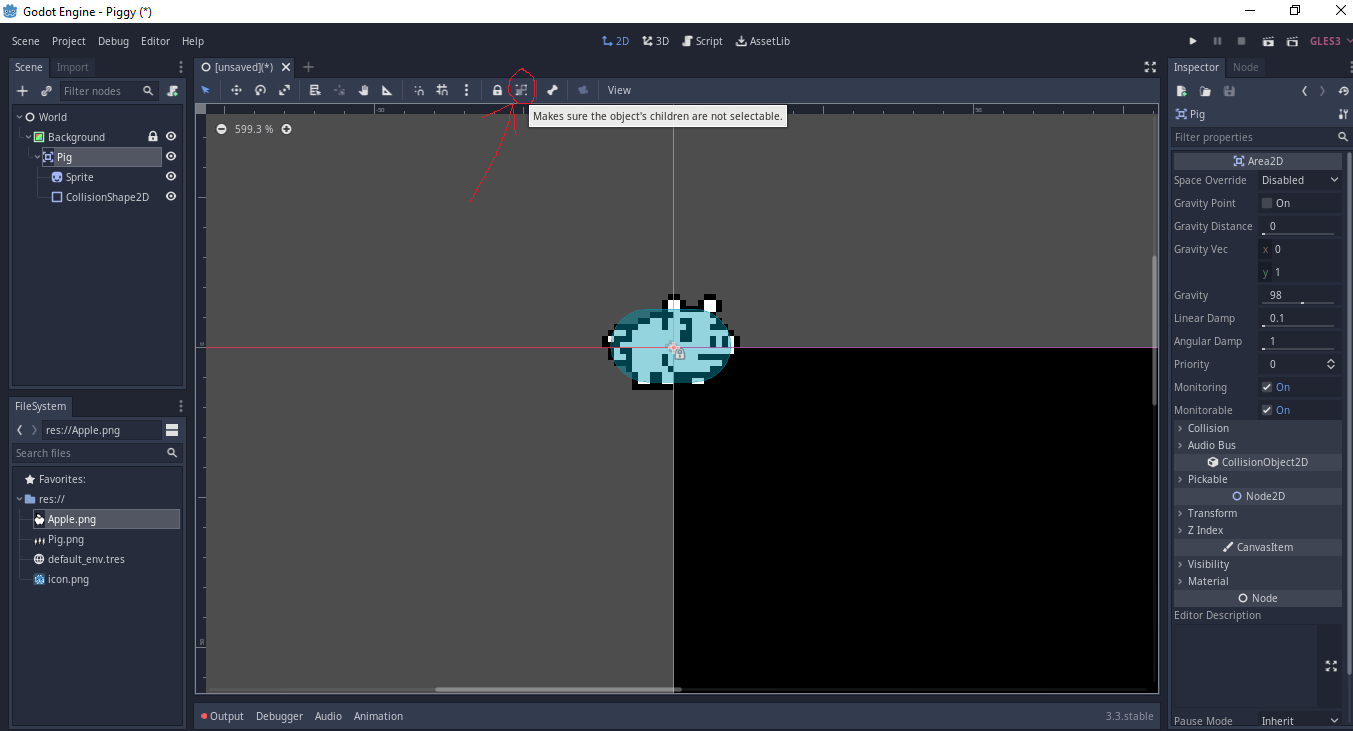 Godot Engine - Piggy (*)
Scene Project Debug Editor Help
2D 3D Script AssetLib
GLES3
Scene Import
Filter nodes
World
Background
Pig
Sprite
CollisionShape2D
FileSystem
res://Apple.png
Search files
Favorites:
res://
Apple.png
Pig.png
default_env.tres
icon.png
[unsaved](*)
View
Makes sure the object's children are not selectable.
599.3 %
Output Debugger Audio Animation
3.3.stable
Inspector Node
Pig
Filter properties
Area2D
Space Override Disabled
Gravity Point On
Gravity Distance 0
Gravity Vec x 0
y 1
Gravity 98
Linear Damp 0.1
Angular Damp 1
Priority 0
Monitoring On
Monitorable On
Collision
Audio Bus
CollisionObject2D
Pickable
Node2D
Transform
Z Index
CanvasItem
Visibility
Material
Node
Editor Description
Pause Mode Inherit